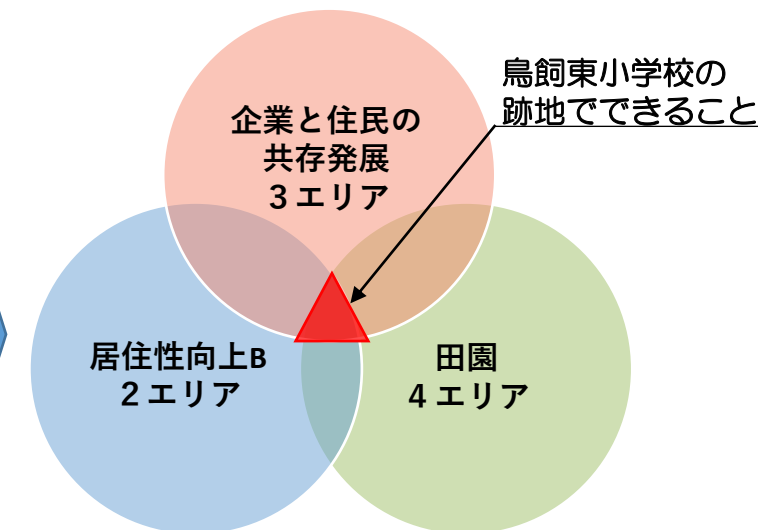 鳥飼東小学校の
跡地でできること
企業と住民の
共存発展
３エリア
居住性向上B
２エリア
田園
４エリア